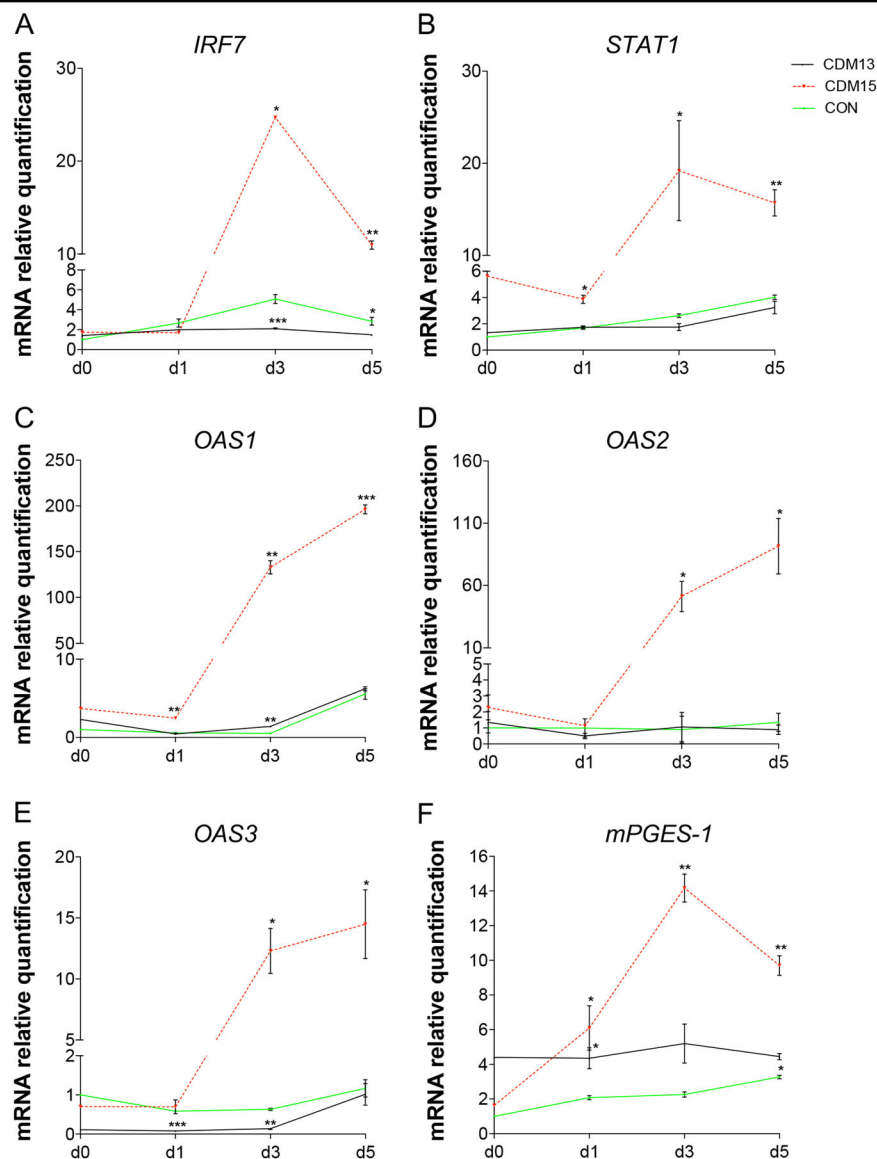 A
IRF7
mRNA relative quantification
30
20
10
8
6
4
2
0
*
**
***
*
d0 d1 d3 d5
B
STAT1
mRNA relative quantification
30
20
10
6
4
2
0
*
*
**
d0 d1 d3 d5
CDM13
CDM15
CON
C
OAS1
mRNA relative quantification
250
200
150
100
50
10
0
**
**
***
**
d0 d1 d3 d5
D
OAS2
mRNA relative quantification
160
110
60
10
5
4
3
2
1
0
*
*
d0 d1 d3 d5
E
OAS3
mRNA relative quantification
20
15
10
5
2
1
0
*
*
***
**
d0 d1 d3 d5
F
mPGES-1
mRNA relative quantification
16
14
12
10
8
6
4
2
0
*
**
**
*
*
d0 d1 d3 d5